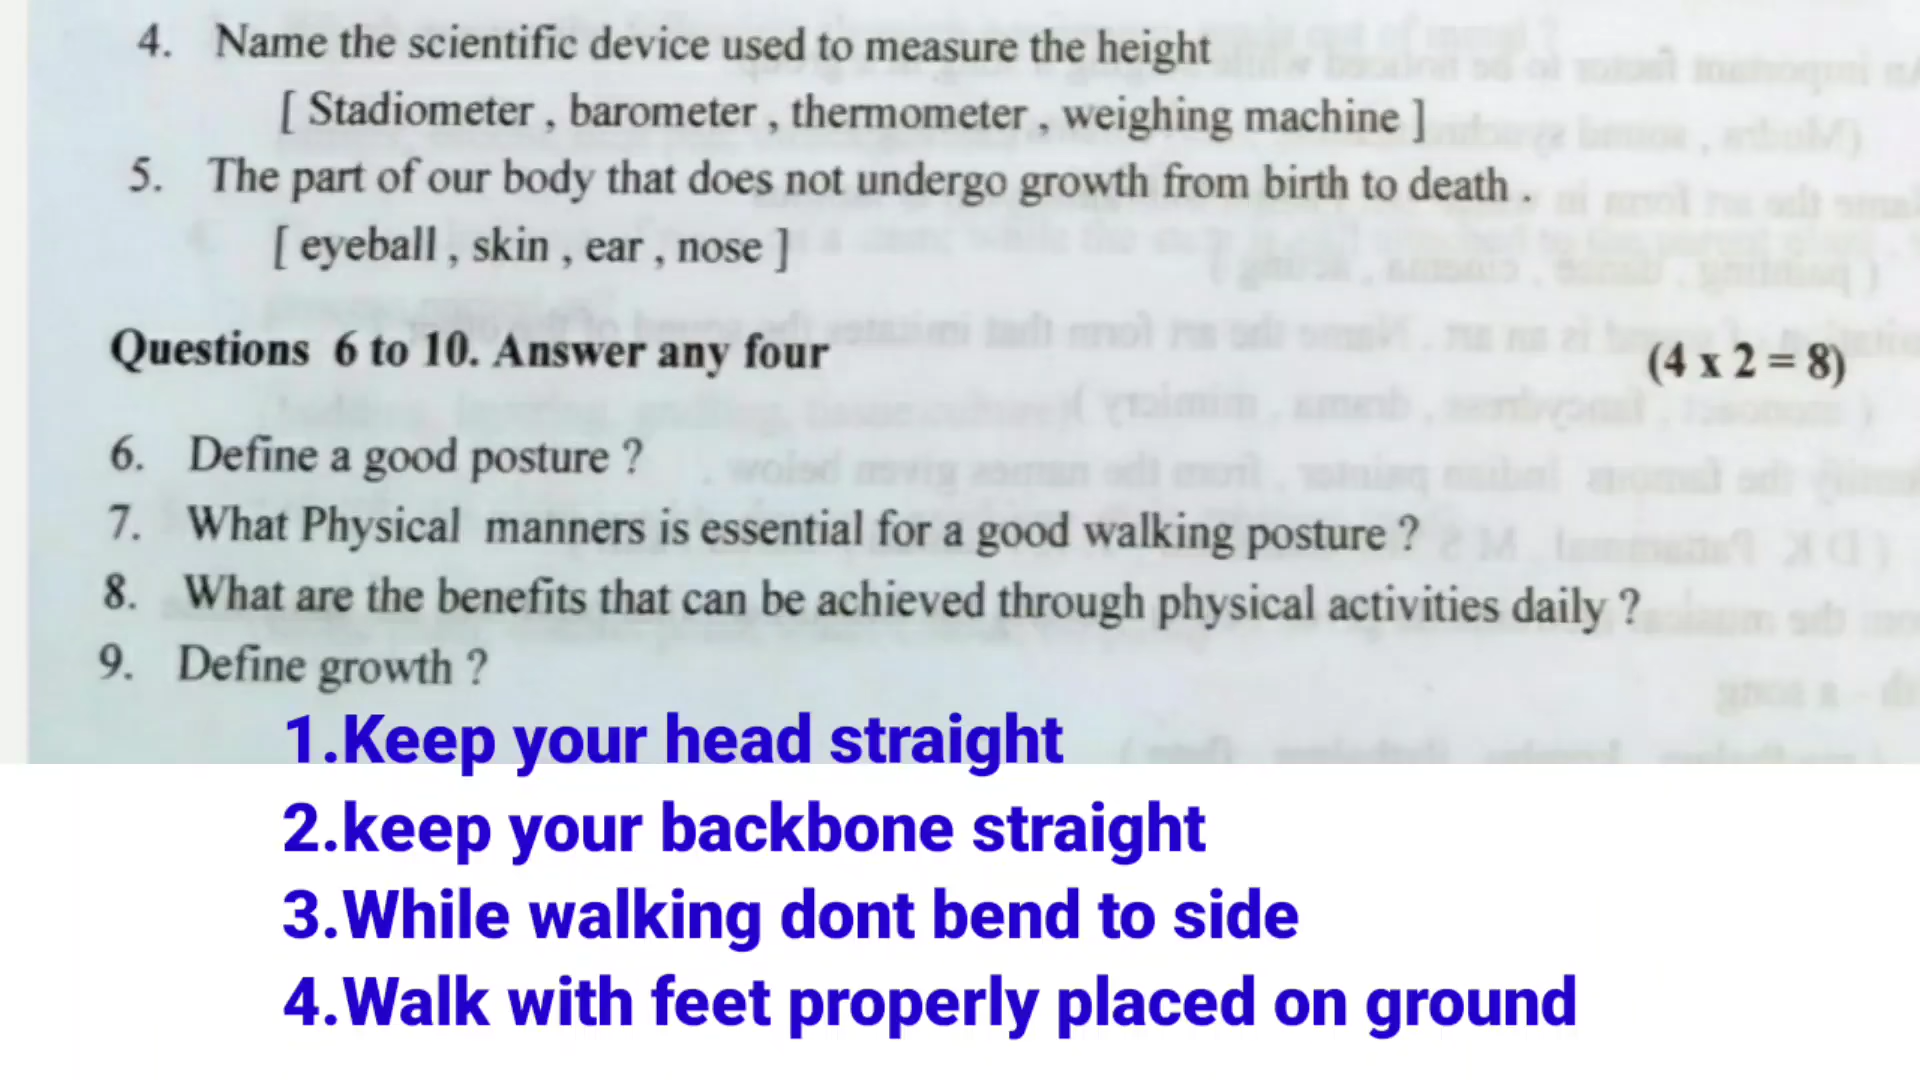 4. Name the scientific device used to measure the height
[ Stadiometer , barometer , thermometer , weighing machine ]
5. The part of our body that does not undergo growth from birth to death .
[ eyeball , skin , ear , nose ]
Questions 6 to 10. Answer any four (4 x 2 = 8)
6. Define a good posture ?
7. What Physical manners is essential for a good walking posture ?
8. What are the benefits that can be achieved through physical activities daily ?
9. Define growth ?
1.Keep your head straight
2.keep your backbone straight
3.While walking dont bend to side
4.Walk with feet properly placed on ground